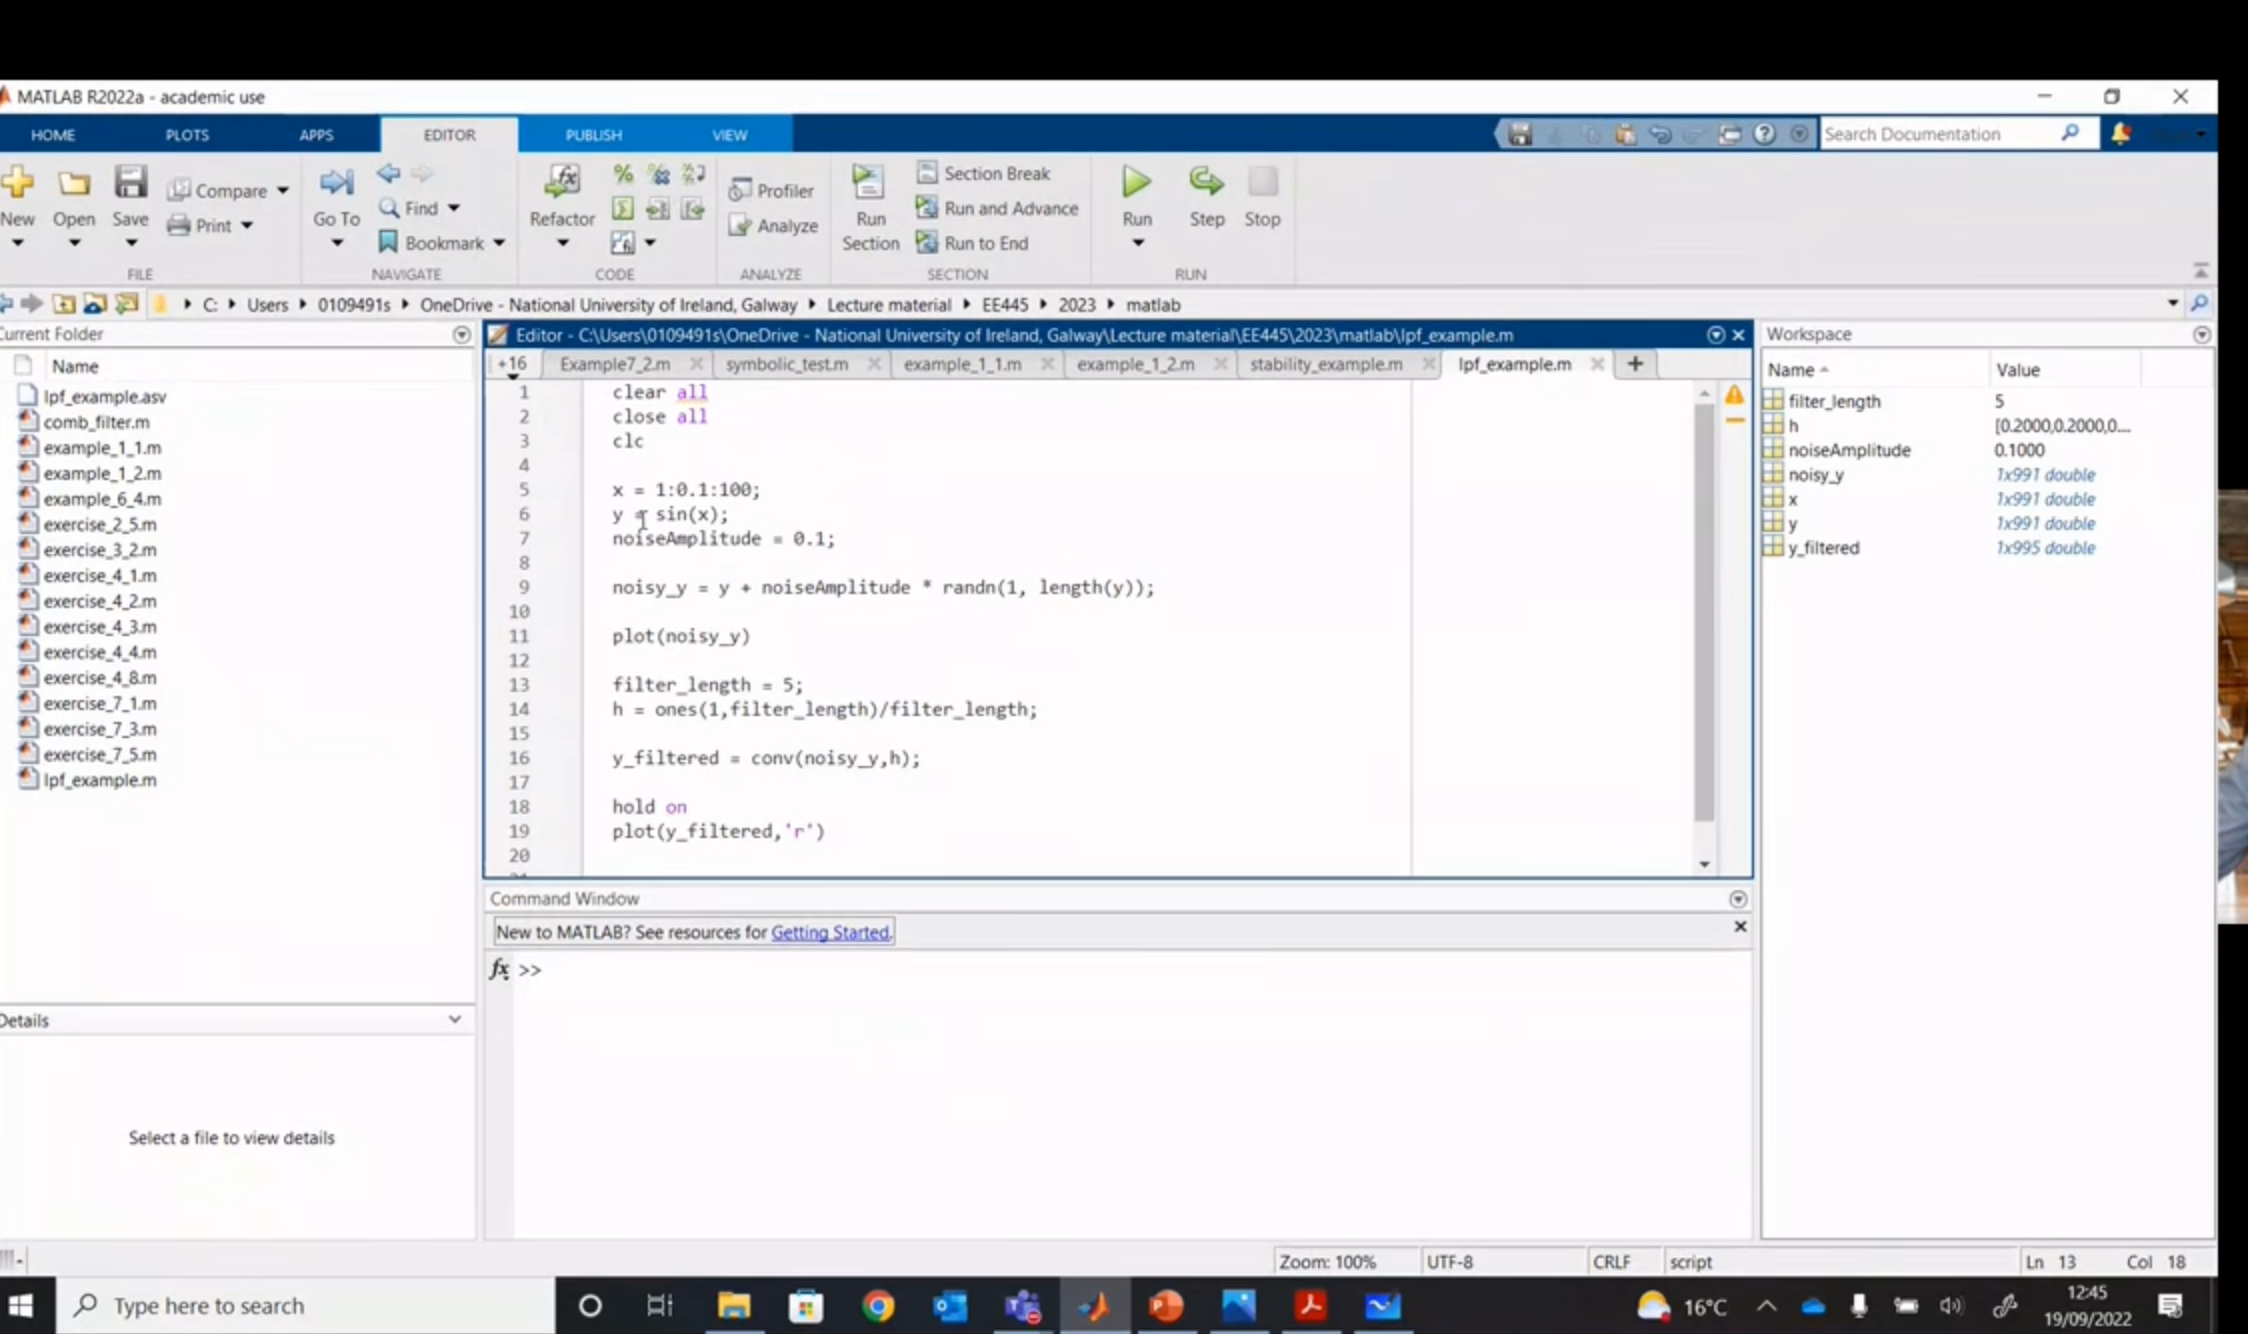 MATLAB R2022a - academic use
HOME PLOTS APPS EDITOR PUBLISH VIEW Search Documentation
New Open Save Compare Print
Go To Find Bookmark
Refactor
Profiler Analyze
Run Section Section Break Run and Advance Run to End
Run Step Stop
FILE NAVIGATE CODE ANALYZE SECTION RUN
C: Users 0109491s OneDrive - National University of Ireland, Galway Lecture material EE445 2023 matlab
Current Folder
Name
lpf_example.asv
comb_filter.m
example_1_1.m
example_1_2.m
example_6_4.m
exercise_2_5.m
exercise_3_2.m
exercise_4_1.m
exercise_4_2.m
exercise_4_3.m
exercise_4_4.m
exercise_4_8.m
exercise_7_1.m
exercise_7_3.m
exercise_7_5.m
lpf_example.m
Details
Select a file to view details
Editor - C:\Users\0109491s\OneDrive - National University of Ireland, Galway\Lecture material\EE445\2023\matlab\lpf_example.m
+16 Example7_2.m symbolic_test.m example_1_1.m example_1_2.m stability_example.m lpf_example.m +
1 clear all
2 close all
3 clc
4
5 x = 1:0.1:100;
6 y = sin(x);
7 noiseAmplitude = 0.1;
8
9 noisy_y = y + noiseAmplitude * randn(1, length(y));
10
11 plot(noisy_y)
12
13 filter_length = 5;
14 h = ones(1,filter_length)/filter_length;
15
16 y_filtered = conv(noisy_y,h);
17
18 hold on
19 plot(y_filtered,'r')
20
Command Window
New to MATLAB? See resources for Getting Started.
fx >>
Workspace
Name Value
filter_length 5
h [0.2000,0.2000,0...
noiseAmplitude 0.1000
noisy_y 1x991 double
x 1x991 double
y 1x991 double
y_filtered 1x995 double
Zoom: 100% UTF-8 CRLF script Ln 13 Col 18
Type here to search
16°C
12:45
19/09/2022